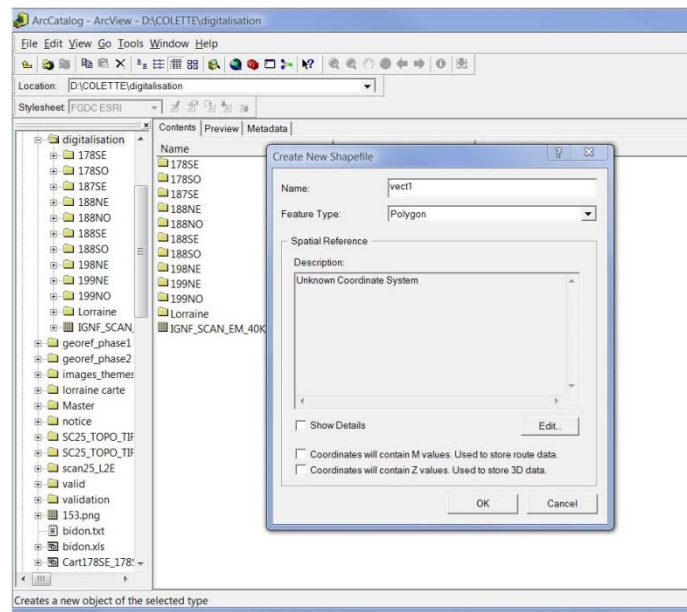 ArcCatalog - ArcView - D:\COLETTE\digitalisation
File Edit View Go Tools Window Help
Location: D:\COLETTE\digitalisation
Stylesheet: FGDC ESRI
Contents Preview Metadata
digitalisation
178SE
178SO
187SE
188NE
188NO
188SE
188SO
198NE
199NE
199NO
Lorraine
IGNF_SCAN_
georef_phase1
georef_phase2
images_themes
lorraine carte
Master
notice
SC25_TOPO_TIF
SC25_TOPO_TIF
scan25_L2E
valid
validation
153.png
bidon.txt
bidon.xls
Cart178SE_178
Name
178SE
178SO
187SE
188NE
188NO
188SE
188SO
198NE
199NE
199NO
Lorraine
IGNF_SCAN_EM_40K
Create New Shapefile
Name: vect1
Feature Type: Polygon
Spatial Reference
Description:
Unknown Coordinate System
Show Details
Edit...
Coordinates will contain M values. Used to store route data.
Coordinates will contain Z values. Used to store 3D data.
OK Cancel
Creates a new object of the selected type